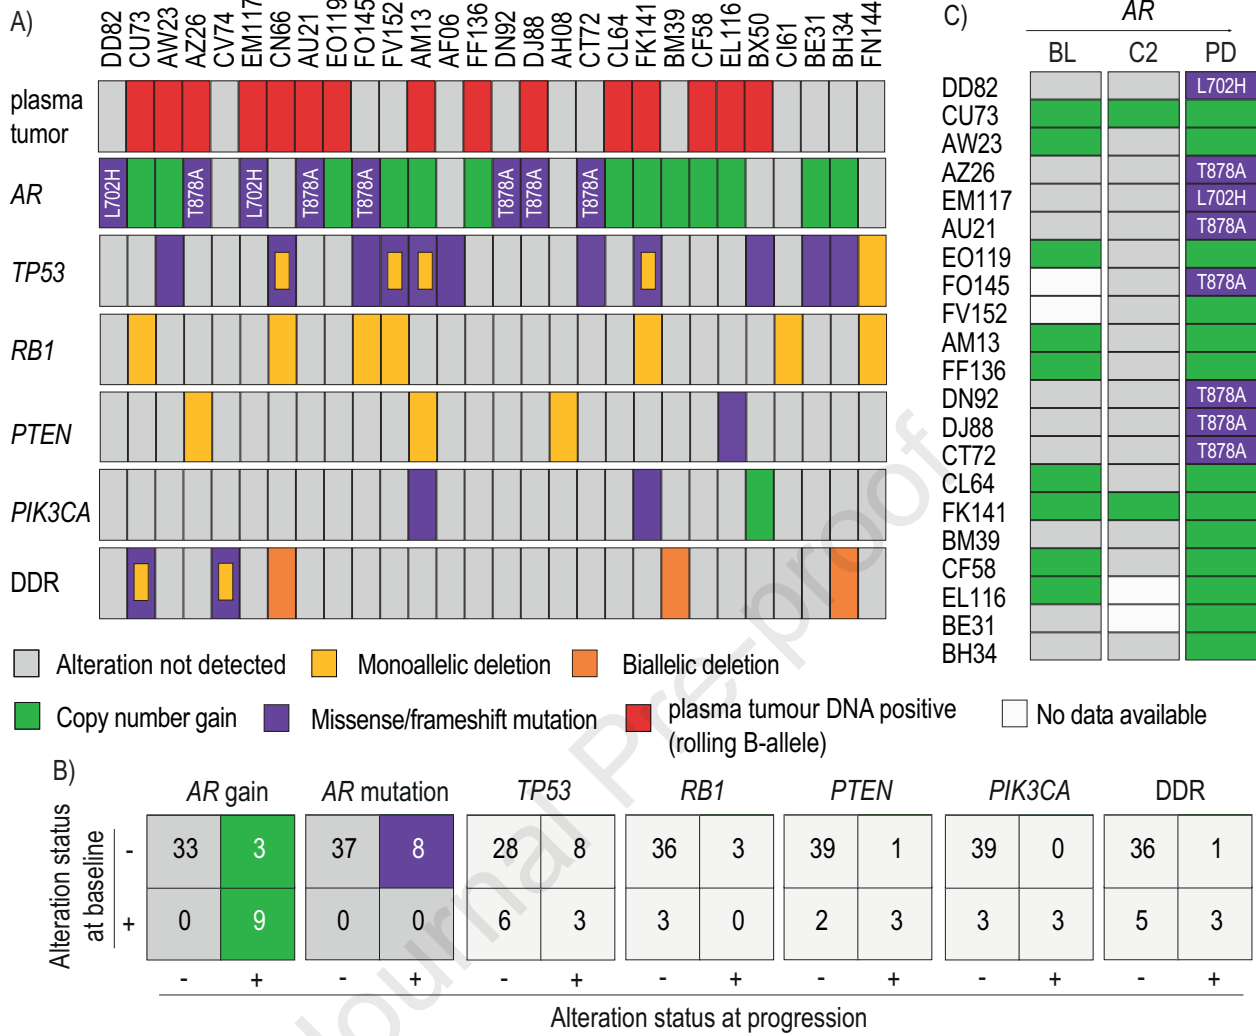 A)
DD82 CU73 AW23 AZ26 CV74 EM117 CN66 AU21 EO119 FO145 FV152 AM13 AF06 FF136 DN92 DJ88 AH08 CT72 CL64 FK141 BM39 CF58 EL116 BX50 CI61 BE31 BH34 FN144
plasma
tumor
AR L702H T878A L702H T878A T878A T878A T878A T878A
TP53
RB1
PTEN
PIK3CA
DDR
Alteration not detected Monoallelic deletion Biallelic deletion
Copy number gain Missense/frameshift mutation plasma tumour DNA positive
(rolling B-allele) No data available
C)
AR
BL C2 PD
DD82 L702H
CU73
AW23
AZ26 T878A
EM117 L702H
AU21 T878A
EO119
FO145 T878A
FV152
AM13
FF136
DN92 T878A
DJ88 T878A
CT72 T878A
CL64
FK141
BM39
CF58
EL116
BE31
BH34
B)
AR gain AR mutation TP53 RB1 PTEN PIK3CA DDR
Alteration status
at baseline
- 33 3 37 8 28 8 36 3 39 1 39 0 36 1
+ 0 9 0 0 6 3 3 0 2 3 3 3 5 3
- + - + - + - + - + - + - +
Alteration status at progression
Journal Pre-proof